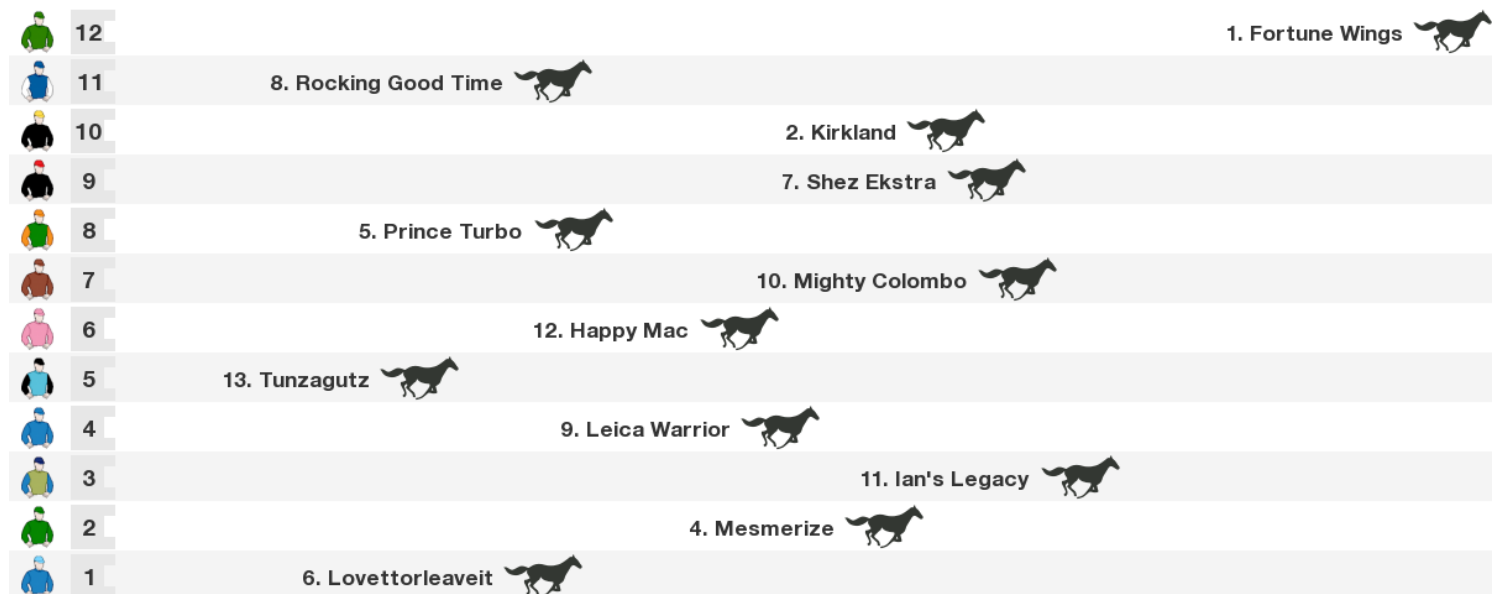 12 1. Fortune Wings
11 8. Rocking Good Time
10 2. Kirkland
9 7. Shez Ekstra
8 5. Prince Turbo
7 10. Mighty Colombo
6 12. Happy Mac
5 13. Tunzagutz
4 9. Leica Warrior
3 11. Ian's Legacy
2 4. Mesmerize
1 6. Lovettorleaveit